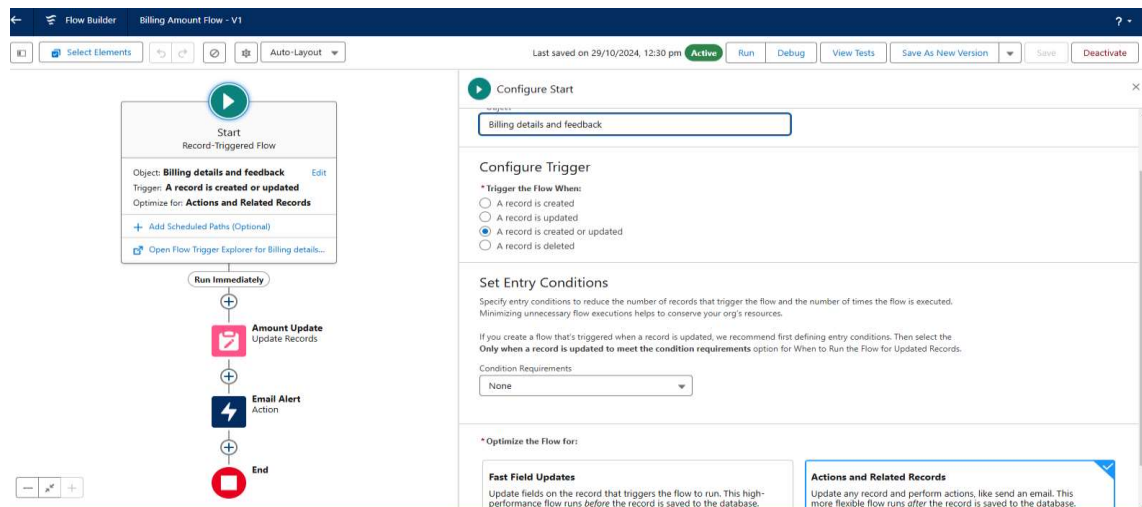 Flow Builder Billing Amount Flow - V1 ?
Select Elements Auto-Layout Last saved on 29/10/2024, 12:30 pm Active Run Debug View Tests Save As New Version Save Deactivate
Start
Record-Triggered Flow
Object: Billing details and feedback Edit
Trigger: A record is created or updated
Optimize for: Actions and Related Records
+ Add Scheduled Paths (Optional)
Open Flow Trigger Explorer for Billing details...
Run Immediately
Amount Update
Update Records
Email Alert
Action
End
Configure Start
Object
Billing details and feedback
Configure Trigger
*Trigger the Flow When:
A record is created
A record is updated
A record is created or updated
A record is deleted
Set Entry Conditions
Specify entry conditions to reduce the number of records that trigger the flow and the number of times the flow is executed.
Minimizing unnecessary flow executions helps to conserve your org's resources.
If you create a flow that's triggered when a record is updated, we recommend first defining entry conditions. Then select the
Only when a record is updated to meet the condition requirements option for When to Run the Flow for Updated Records.
Condition Requirements
None
*Optimize the Flow for:
Fast Field Updates
Update fields on the record that triggers the flow to run. This high-
performance flow runs before the record is saved to the database.
Actions and Related Records
Update any record and perform actions, like send an email. This
more flexible flow runs after the record is saved to the database.